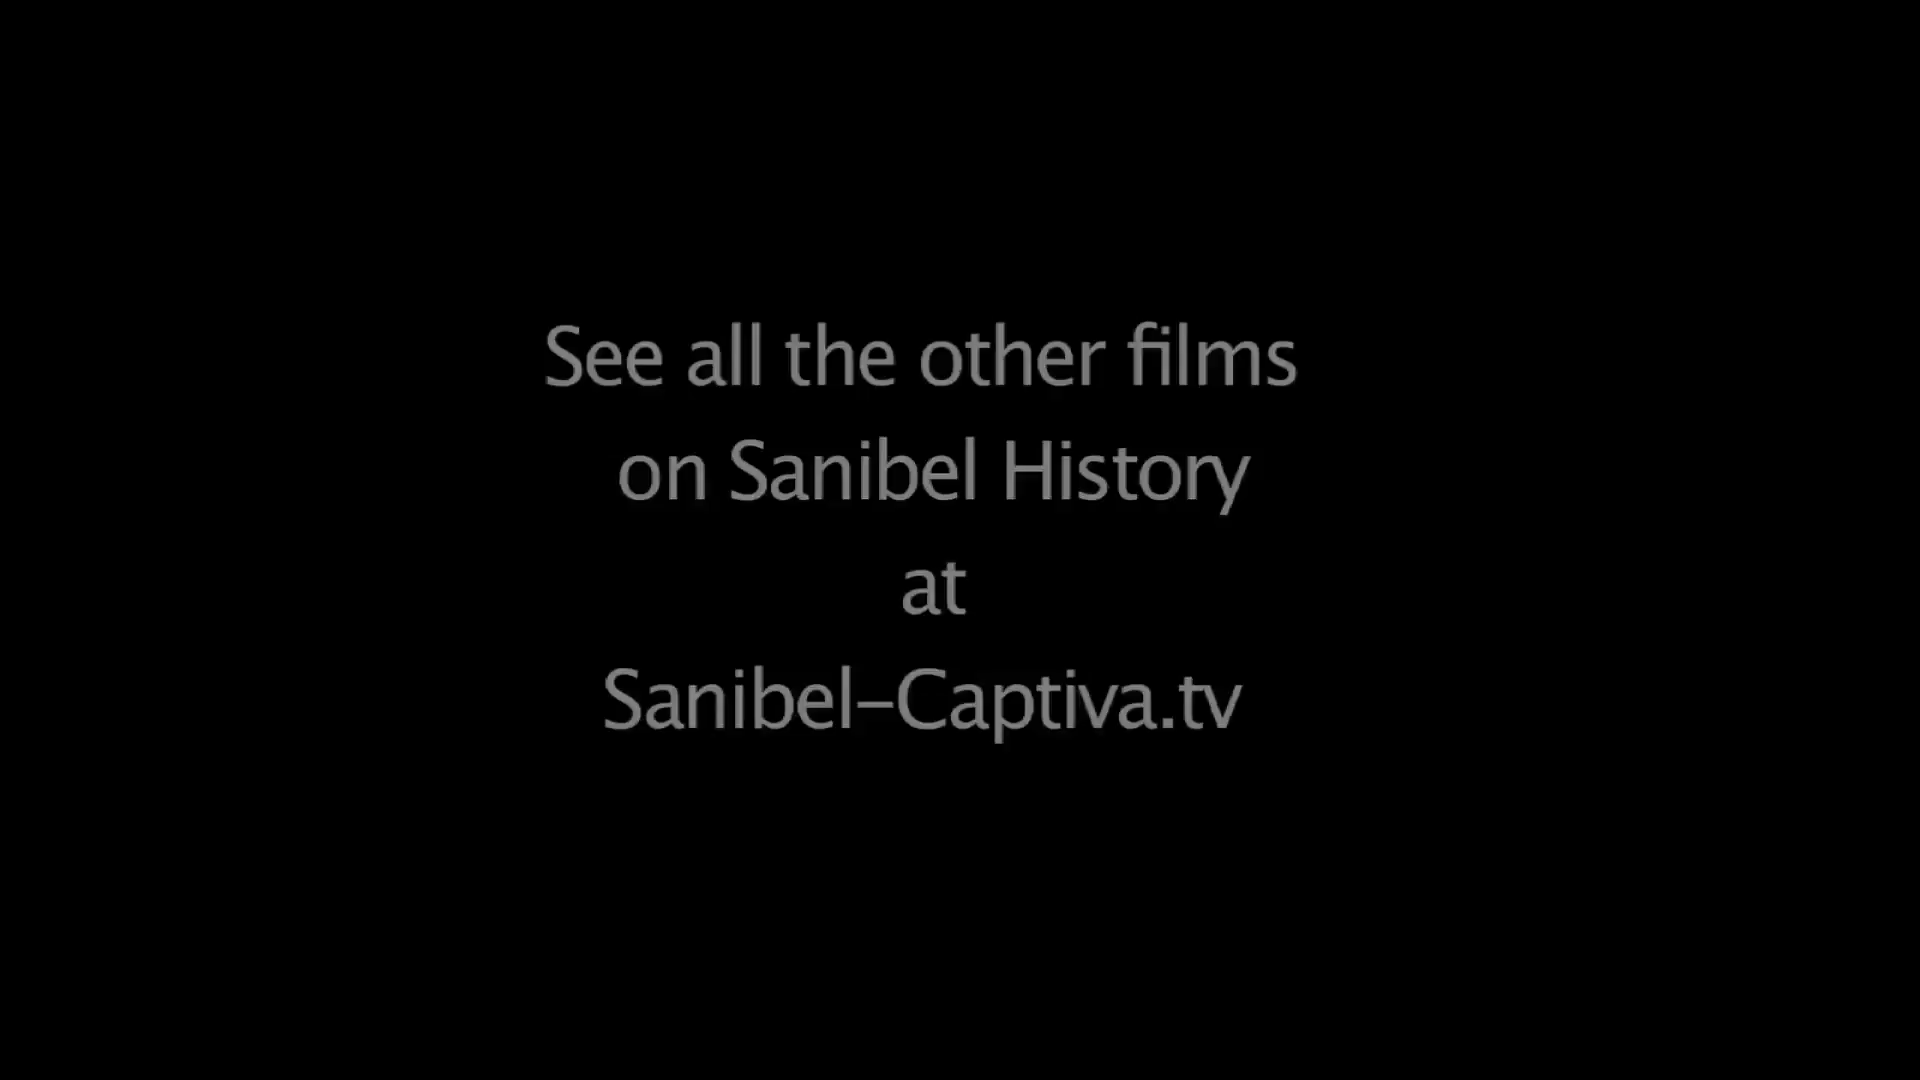 See all the other films
on Sanibel History
at
Sanibel-Captiva.tv